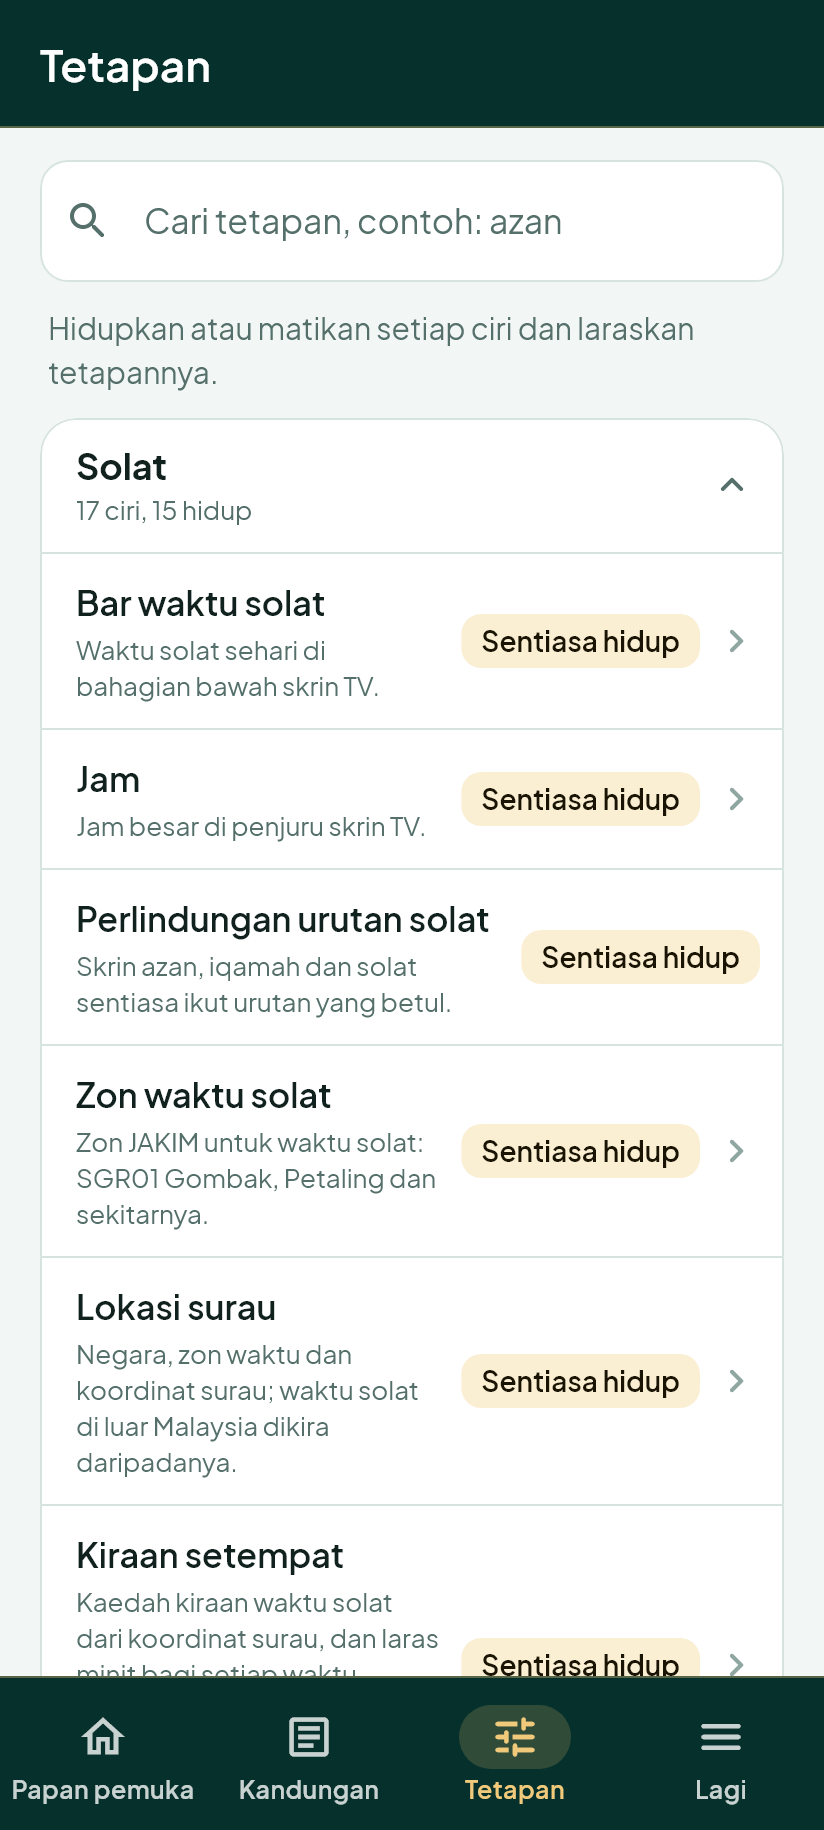 Tetapan
Cari tetapan, contoh: azan
Hidupkan atau matikan setiap ciri dan laraskan
tetapannya.
Solat
17 ciri, 15 hidup
Bar waktu solat
Waktu solat sehari di
bahagian bawah skrin TV.
Sentiasa hidup
Jam
Jam besar di penjuru skrin TV.
Sentiasa hidup
Perlindungan urutan solat
Skrin azan, iqamah dan solat
sentiasa ikut urutan yang betul.
Sentiasa hidup
Zon waktu solat
Zon JAKIM untuk waktu solat:
SGR01 Gombak, Petaling dan
sekitarnya.
Sentiasa hidup
Lokasi surau
Negara, zon waktu dan
koordinat surau; waktu solat
di luar Malaysia dikira
daripadanya.
Sentiasa hidup
Kiraan setempat
Kaedah kiraan waktu solat
dari koordinat surau, dan laras
minit bagi setiap waktu
Sentiasa hidup
Papan pemuka
Kandungan
Tetapan
Lagi